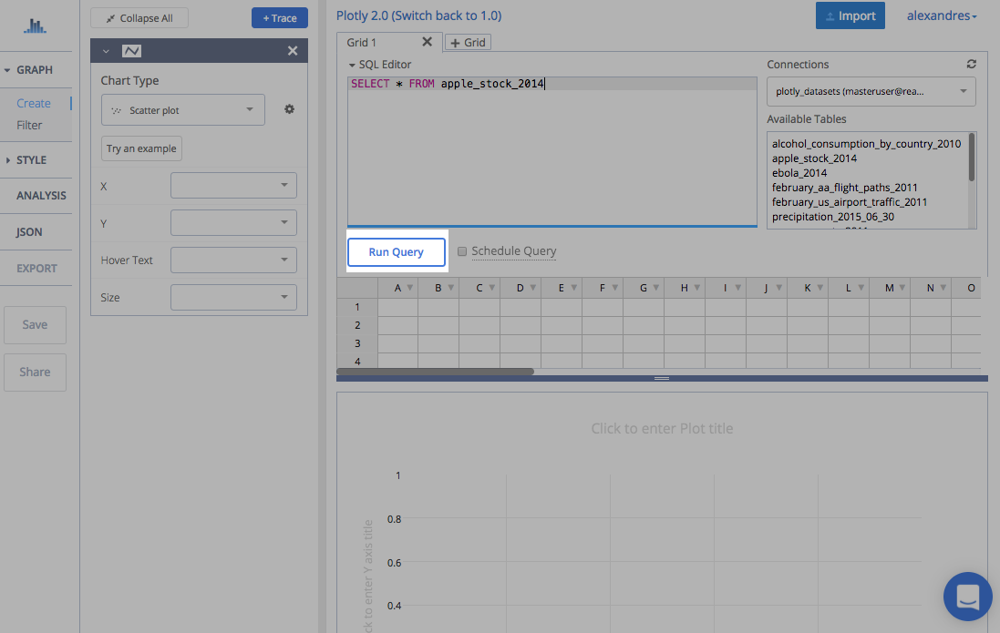 Collapse All
+ Trace
GRAPH
Create
Filter
STYLE
ANALYSIS
JSON
EXPORT
Save
Share
Chart Type
Scatter plot
Try an example
X
Y
Hover Text
Size
Plotly 2.0 (Switch back to 1.0)
Import
alexandres
Grid 1
+ Grid
SQL Editor
SELECT * FROM apple_stock_2014
Connections
plotly_datasets (masteruser@rea...
Available Tables
alcohol_consumption_by_country_2010
apple_stock_2014
ebola_2014
february_aa_flight_paths_2011
february_us_airport_traffic_2011
precipitation_2015_06_30
Run Query
Schedule Query
A B C D E F G H I J K L M N O
1
2
3
4
Click to enter Plot title
1
0.8
0.6
0.4
ck to enter Y axis title